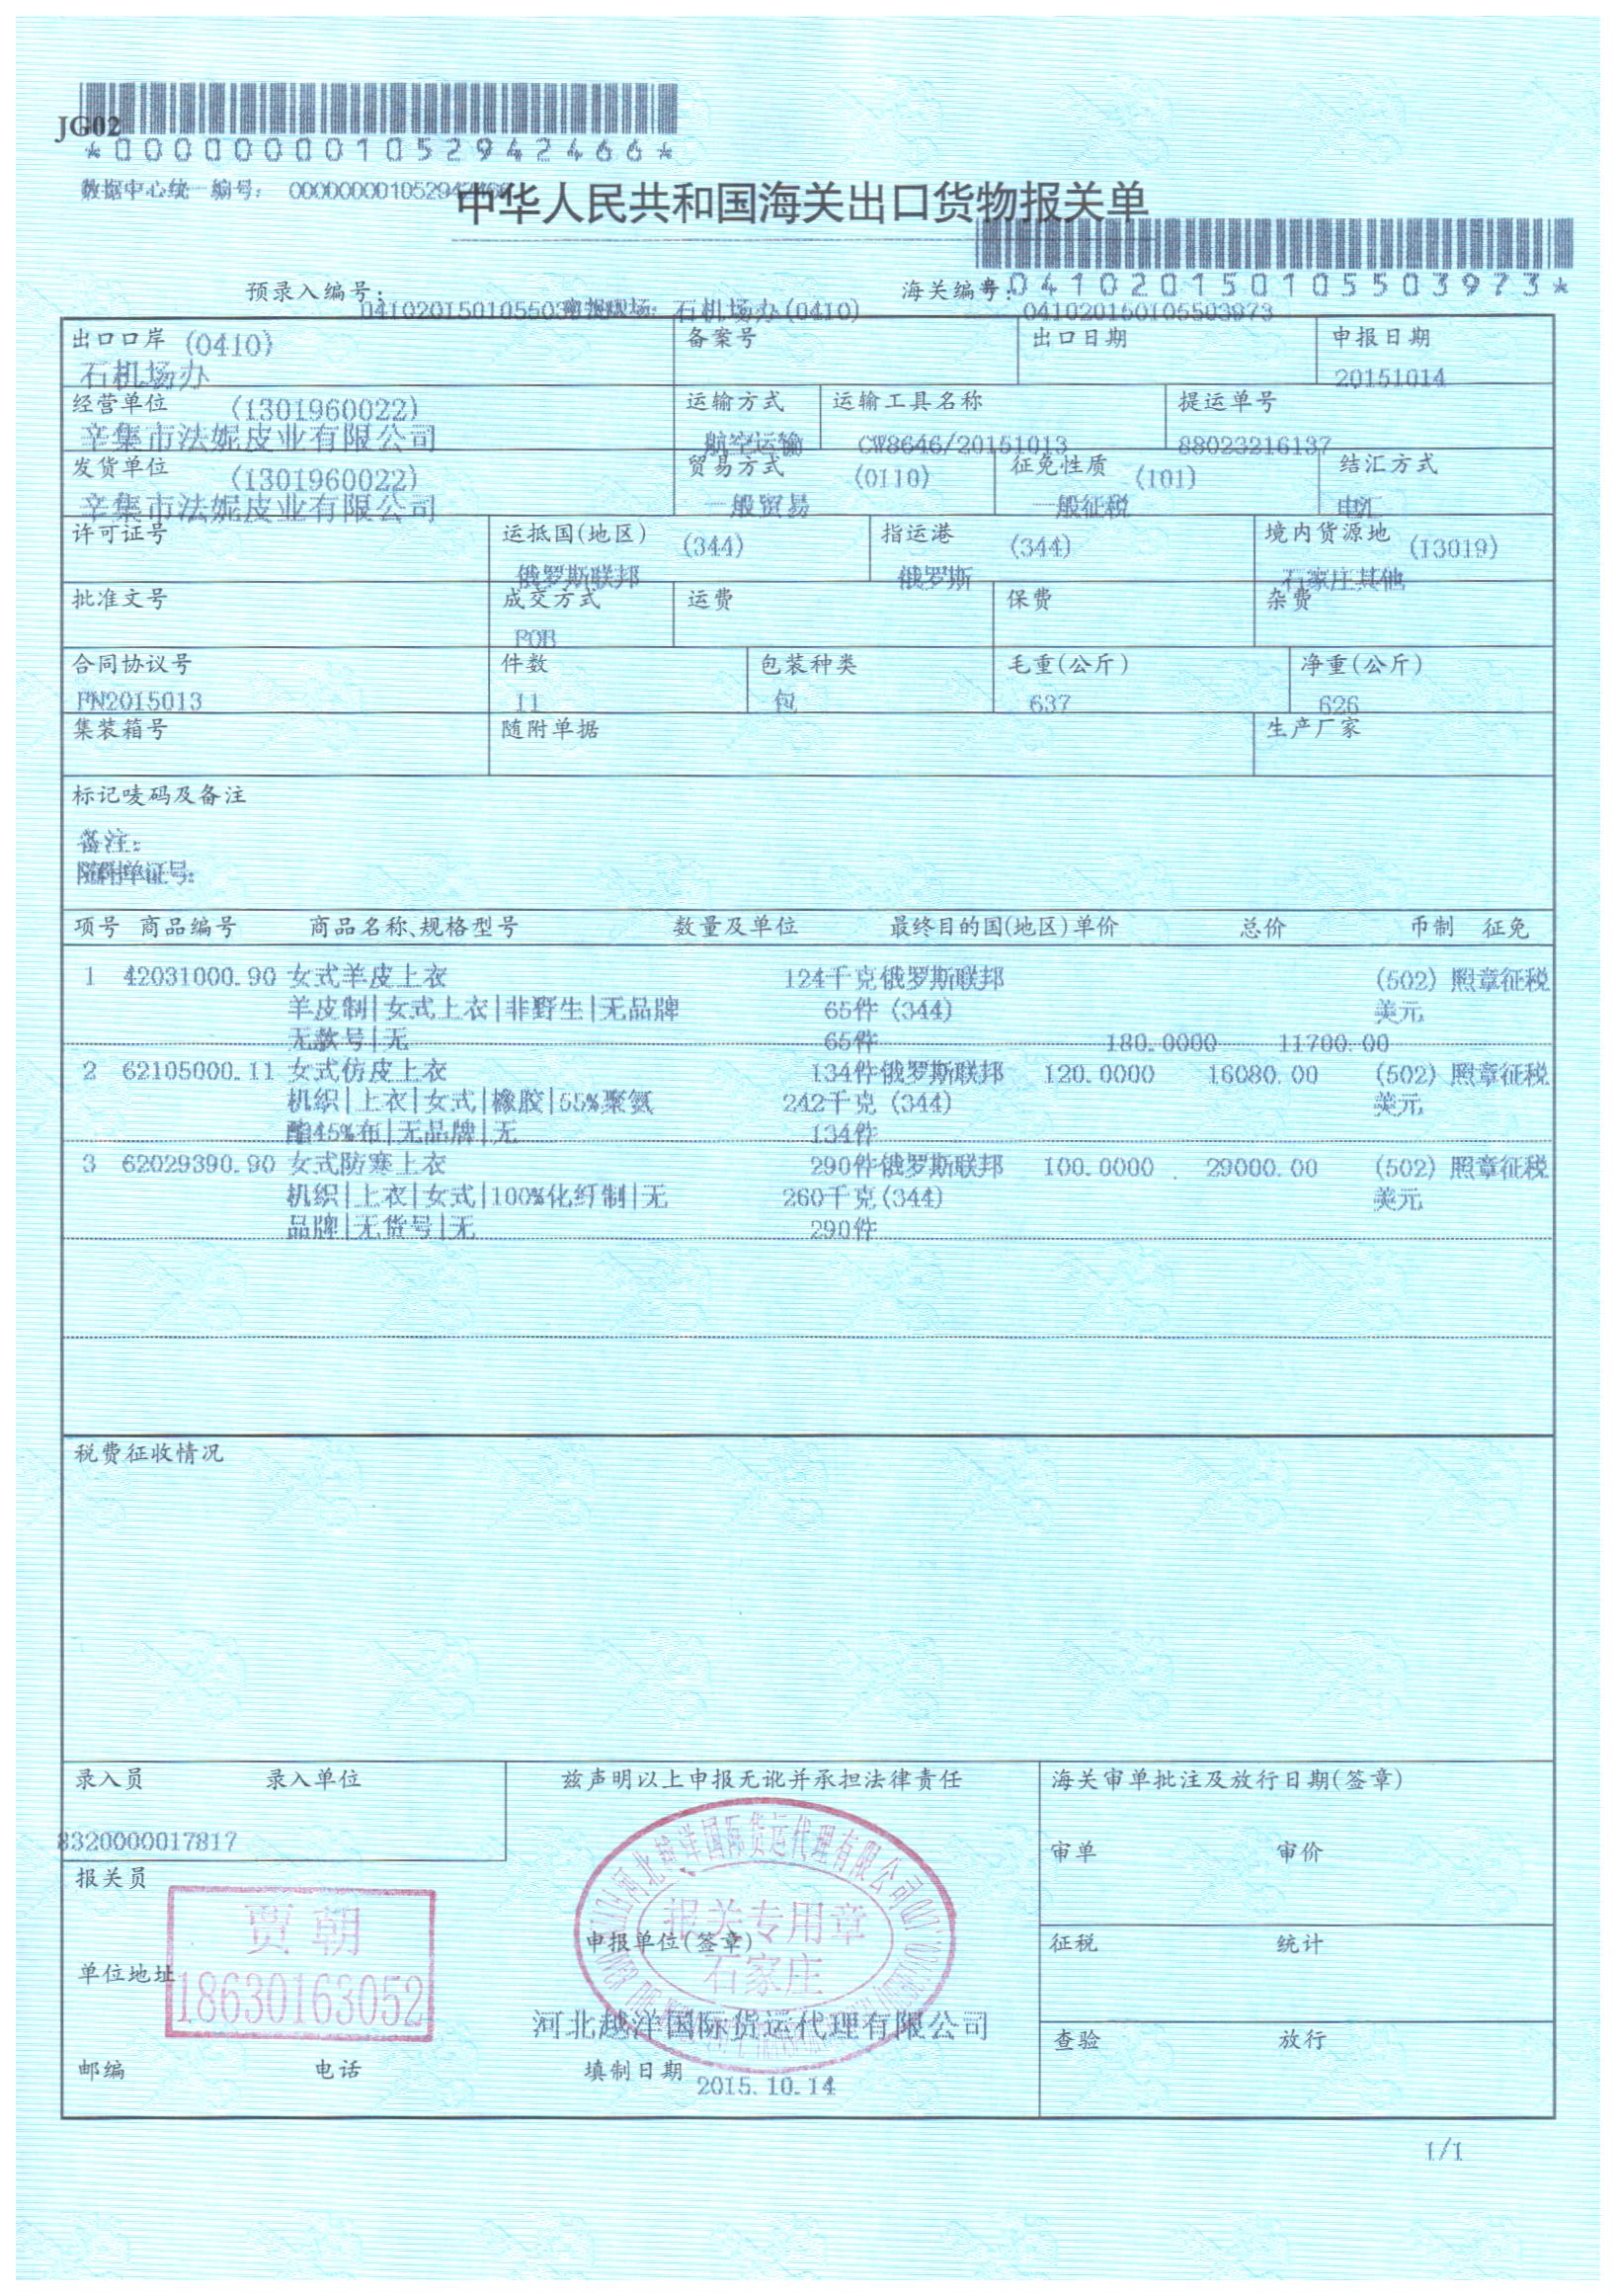 JG02
*000000001052942466*
数据中心统一编号: 000000001052942466
中华人民共和国海关出口货物报关单
*041020150105503973*
预录入编号: 041020150105503973 申报现场: 石机场办(0410) 海关编号: 041020150105503973
出口口岸 (0410) 备案号 出口日期 申报日期
石机场办 20151014
经营单位 (1301960022) 运输方式 运输工具名称 提运单号
辛集市法妮皮业有限公司 航空运输 CW8646/20151013 88023216137
发货单位 (1301960022) 贸易方式 (0110) 征免性质 (101) 结汇方式
辛集市法妮皮业有限公司 一般贸易 一般征税 电汇
许可证号 运抵国(地区) (344) 指运港 (344) 境内货源地 (13019)
俄罗斯联邦 俄罗斯 石家庄其他
批准文号 成交方式 运费 保费 杂费
FOB
合同协议号 件数 包装种类 毛重(公斤) 净重(公斤)
FN2015013 11 包 637 626
集装箱号 随附单据 生产厂家
标记唛码及备注
备注:
随附单证号:
项号 商品编号 商品名称、规格型号 数量及单位 最终目的国(地区) 单价 总价 币制 征免
1 42031000.90 女式羊皮上衣 124千克 俄罗斯联邦 (502) 照章征税
羊皮制|女式上衣|非野生|无品牌 65件 (344) 美元
无款号|无 65件 180.0000 11700.00
2 62105000.11 女式仿皮上衣 134件 俄罗斯联邦 120.0000 16080.00 (502) 照章征税
机织|上衣|女式|橡胶|55%聚氨 242千克 (344) 美元
酯45%布|无品牌|无 134件
3 62029390.90 女式防寒上衣 290件 俄罗斯联邦 100.0000 29000.00 (502) 照章征税
机织|上衣|女式|100%化纤制|无 260千克 (344) 美元
品牌|无货号|无 290件
税费征收情况
录入员 录入单位 兹声明以上申报无讹并承担法律责任 海关审单批注及放行日期(签章)
8320000017817
审单 审价
报关员
河北越洋国际货运代理有限公司
贾朝
报关专用章
申报单位(签章) 征税 统计
单位地址 石家庄
18630163052
河北越洋国际货运代理有限公司
查验 放行
邮编 电话 填制日期 2015.10.14
1/1